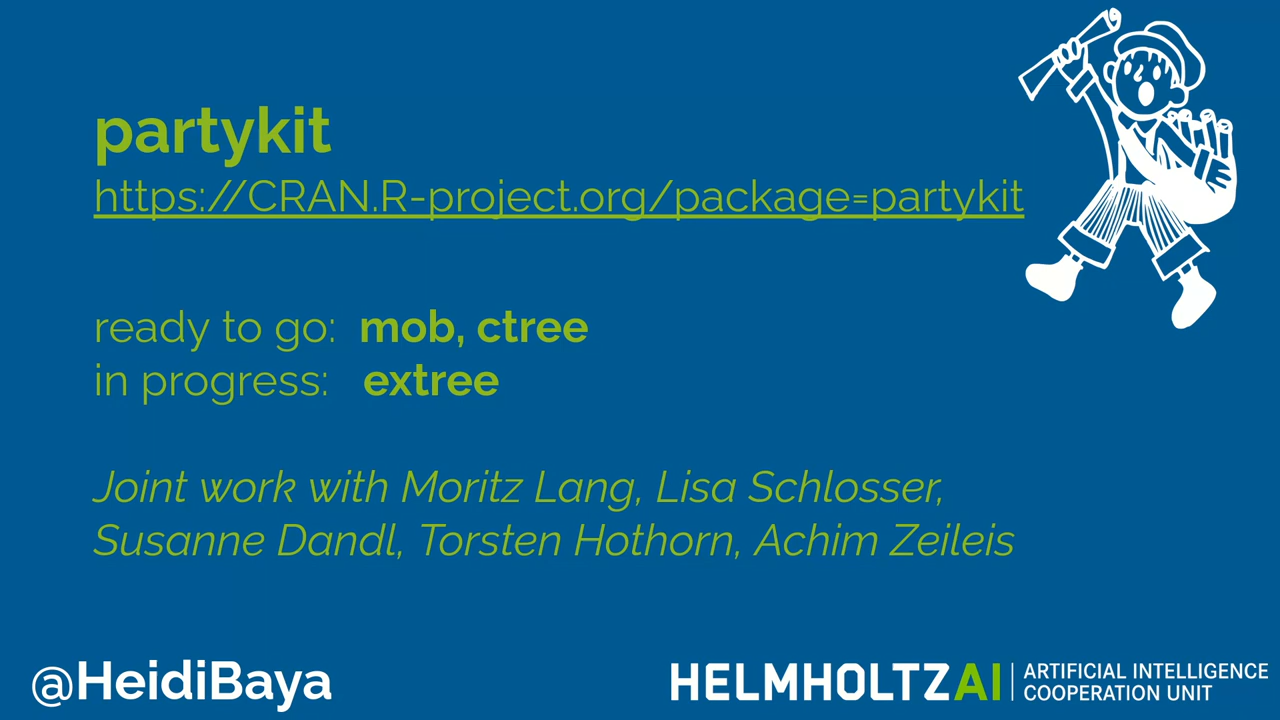 partykit
https://CRAN.R-project.org/package=partykit
ready to go: mob, ctree
in progress: extree
Joint work with Moritz Lang, Lisa Schlosser,
Susanne Dandl, Torsten Hothorn, Achim Zeileis
@HeidiBaya
HELMHOLTZAI
ARTIFICIAL INTELLIGENCE
COOPERATION UNIT